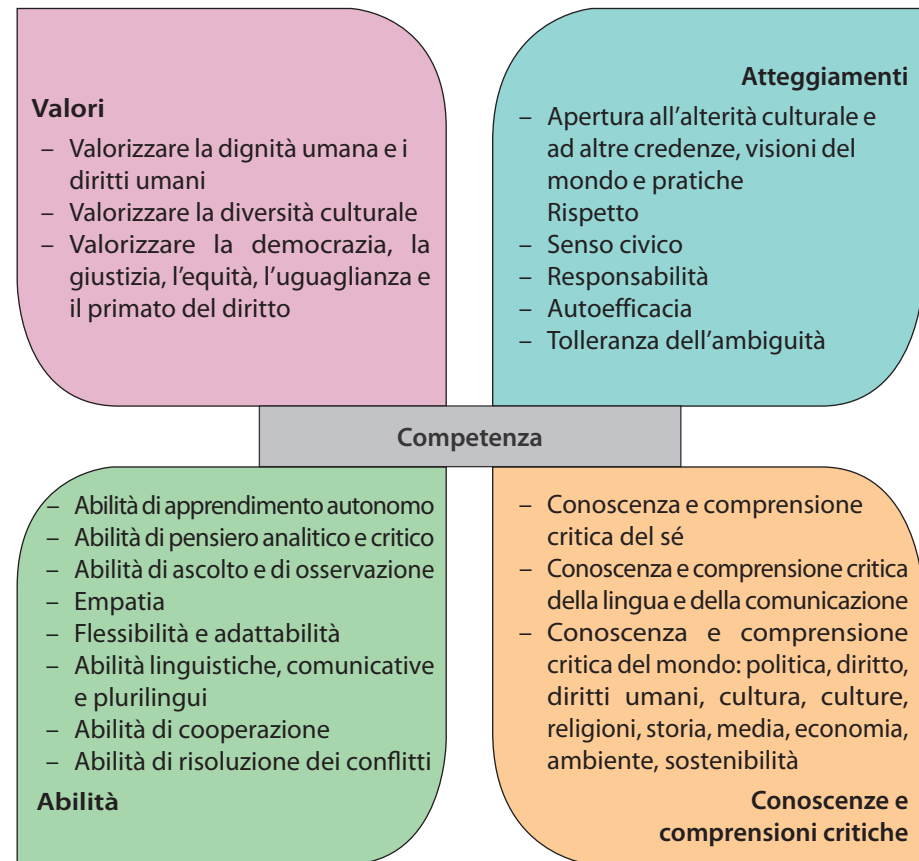 Valori
– Valorizzare la dignità umana e i
diritti umani
– Valorizzare la diversità culturale
– Valorizzare la democrazia, la
giustizia, l'equità, l'uguaglianza e
il primato del diritto
Atteggiamenti
– Apertura all'alterità culturale e
ad altre credenze, visioni del
mondo e pratiche
Rispetto
– Senso civico
– Responsabilità
– Autoefficacia
– Tolleranza dell'ambiguità
Competenza
– Abilità di apprendimento autonomo
– Abilità di pensiero analitico e critico
– Abilità di ascolto e di osservazione
– Empatia
– Flessibilità e adattabilità
– Abilità linguistiche, comunicative
e plurilingui
– Abilità di cooperazione
– Abilità di risoluzione dei conflitti
Abilità
– Conoscenza e comprensione
critica del sé
– Conoscenza e comprensione critica
della lingua e della comunicazione
– Conoscenza e comprensione
critica del mondo: politica, diritto,
diritti umani, cultura, culture,
religioni, storia, media, economia,
ambiente, sostenibilità
Conoscenze e
comprensioni critiche